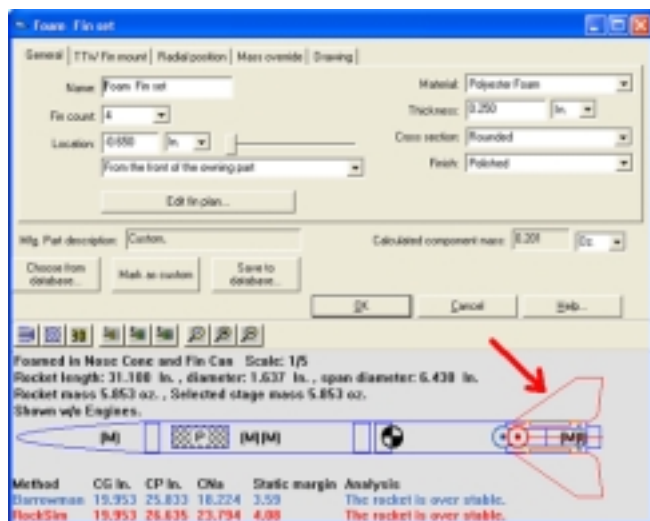 Foam Fin set
General TTW Fin mount Radial position Mass override Drawing
Name: Foam Fin set
Material: Polyester Foam
Fin count: 4
Thickness: 0.250 In.
Location: -0.650 In.
Cross section: Rounded
From the front of the owning part
Finish: Polished
Edit fin plan...
Mfg. Part description: Custom,
Calculated component mass: 0.201 Oz.
Choose from database... Mark as custom Save to database...
OK Cancel Help...
Foamed in Nose Cone and Fin Can Scale: 1/5
Rocket length: 31.100 In. , diameter: 1.637 In. , span diameter: 6.430 In.
Rocket mass 5.853 oz. , Selected stage mass 5.853 oz.
Shown w/o Engines.
(M) P (M)(M)
Method CG In. CP In. CNa Static margin Analysis
Barrowman 19.953 25.833 18.224 3.59 The rocket is over stable.
RockSim 19.953 26.635 23.794 4.08 The rocket is over stable.